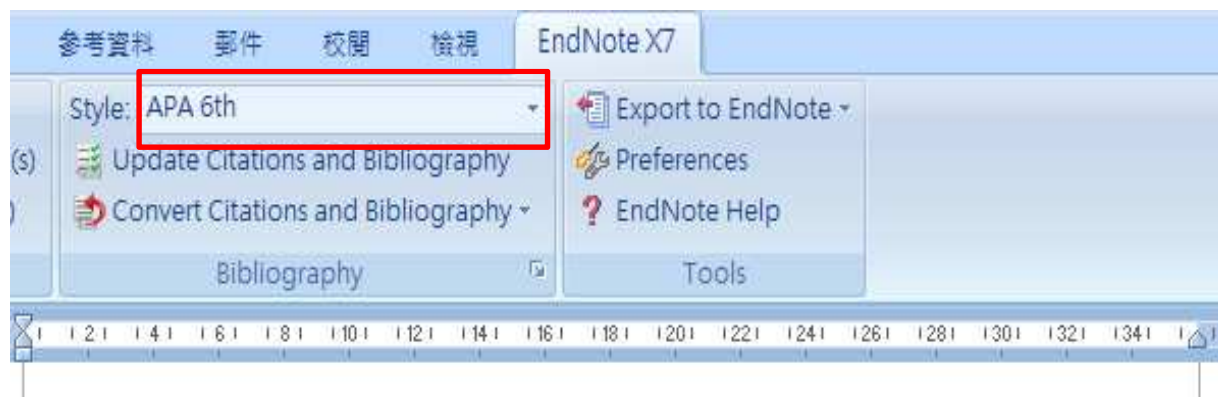 參考資料 郵件 校閱 檢視 EndNote X7
Style: APA 6th
Export to EndNote
(s) Update Citations and Bibliography
Preferences
) Convert Citations and Bibliography
? EndNote Help
Bibliography
Tools
2 4 6 8 10 12 14 16 18 20 22 24 26 28 30 32 34